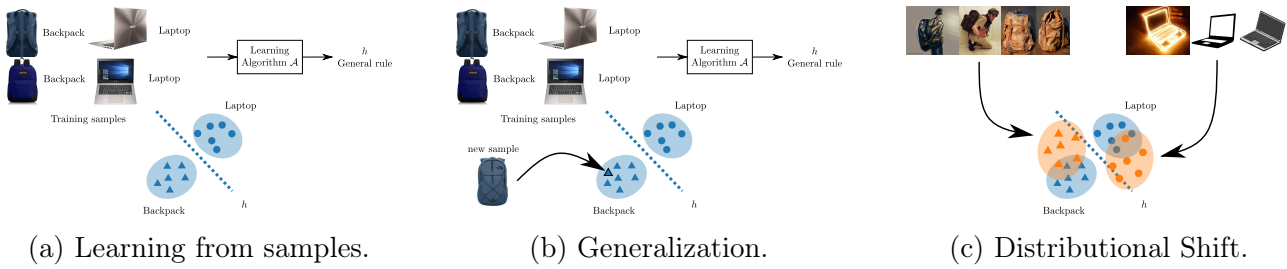 Backpack
Laptop
Backpack
Laptop
Training samples
Learning
Algorithm 𝒜
h
General rule
Laptop
Backpack
h
(a) Learning from samples.
Backpack
Laptop
Backpack
Laptop
Training samples
Learning
Algorithm 𝒜
h
General rule
new sample
Laptop
Backpack
h
(b) Generalization.
Laptop
Backpack
h
(c) Distributional Shift.